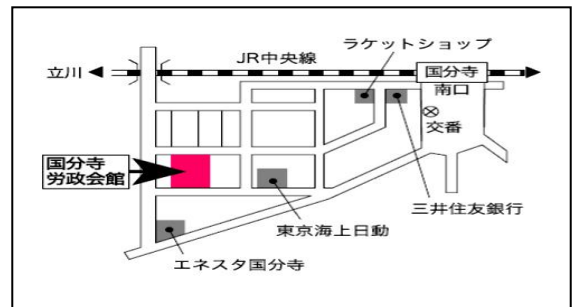 ラケットショップ
JR中央線
立川
国分寺
南口
交番
国分寺
労政会館
三井住友銀行
東京海上日動
エネスタ国分寺